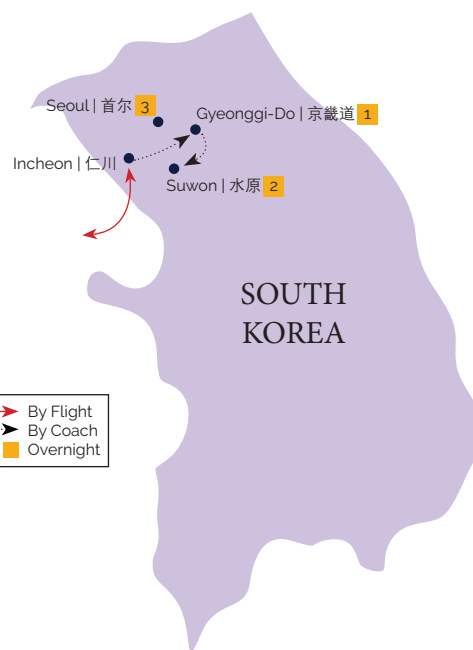 Seoul | 首尔 3
Gyeonggi-Do | 京畿道 1
Incheon | 仁川
Suwon | 水原 2
SOUTH
KOREA
By Flight
By Coach
Overnight